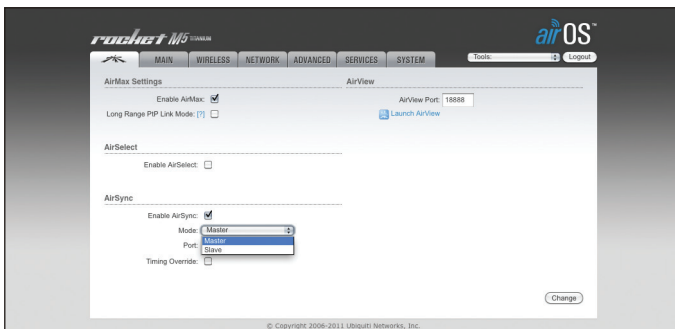 rocket M5 TITANIUM
airOS™
MAIN WIRELESS NETWORK ADVANCED SERVICES SYSTEM Tools: Logout
AirMax Settings
Enable AirMax:
Long Range PtP Link Mode: [?]
AirView
AirView Port: 18888
Launch AirView
AirSelect
Enable AirSelect:
AirSync
Enable AirSync:
Mode: Master
Master
Port:
Slave
Timing Override:
Change
© Copyright 2006-2011 Ubiquiti Networks, Inc.